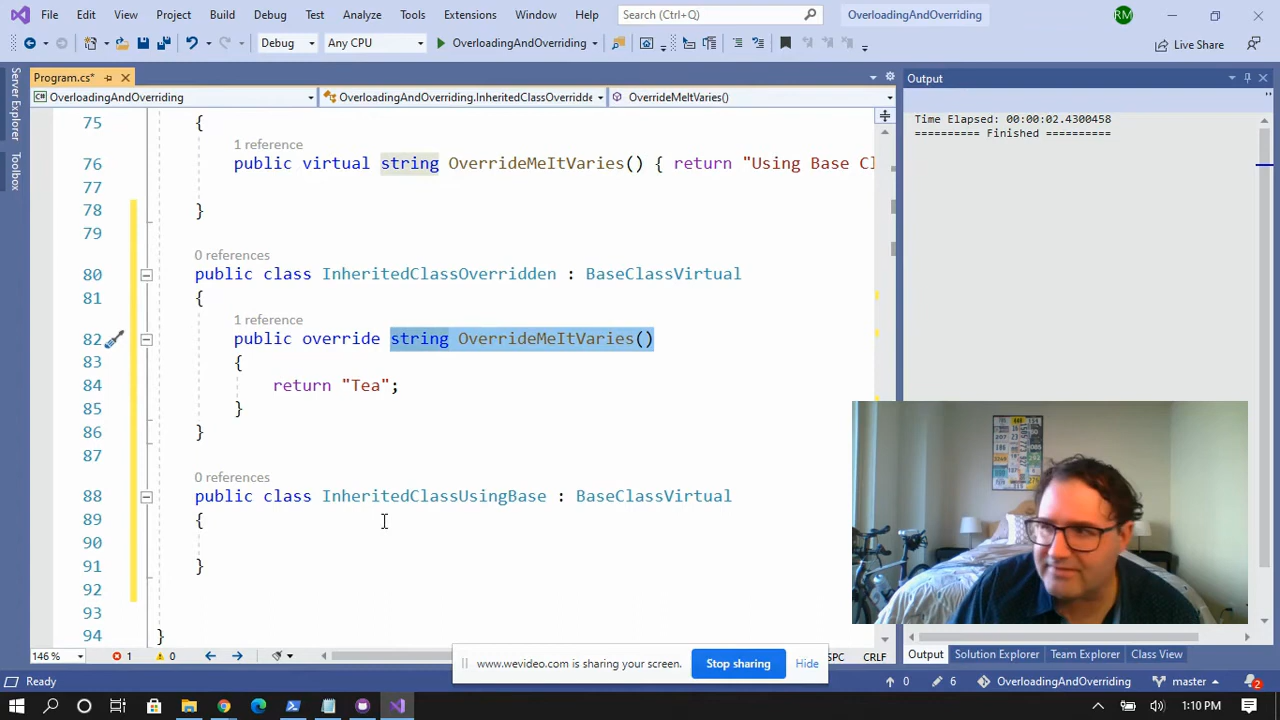 File Edit View Project Build Debug Test Analyze Tools Extensions Window Help Search (Ctrl+Q) OverloadingAndOverriding RM
Debug Any CPU OverloadingAndOverriding Live Share
Server Explorer
Toolbox
Program.cs*
Output
OverloadingAndOverriding OverloadingAndOverriding.InheritedClassOverridde OverrideMeItVaries()
Time Elapsed: 00:00:02.4300458
========== Finished ==========
75 {
1 reference
76 public virtual string OverrideMeItVaries() { return "Using Base Cl
77
78 }
79
0 references
80 public class InheritedClassOverridden : BaseClassVirtual
81 {
1 reference
82 public override string OverrideMeItVaries()
83 {
84 return "Tea";
85 }
86 }
87
0 references
88 public class InheritedClassUsingBase : BaseClassVirtual
89 {
90
91 }
92
93
94 }
146 % 1 0 SPC CRLF
www.wevideo.com is sharing your screen. Stop sharing Hide
Output Solution Explorer Team Explorer Class View
Ready 0 6 OverloadingAndOverriding master 2
1:10 PM